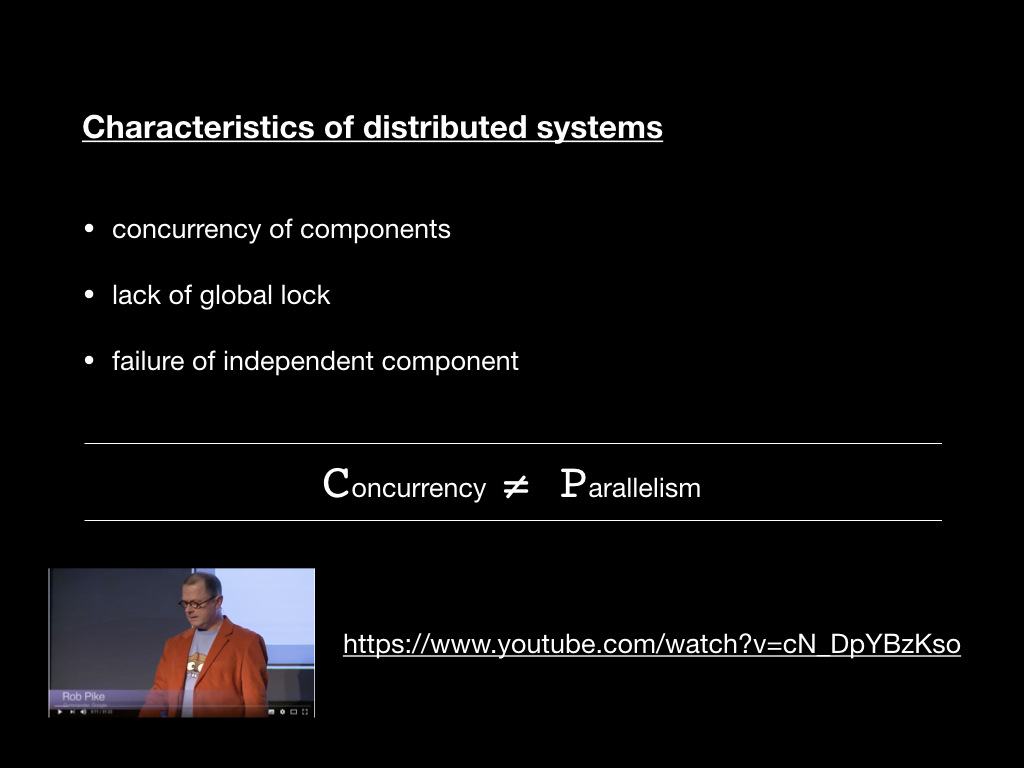 Characteristics of distributed systems
• concurrency of components
• lack of global lock
• failure of independent component
Concurrency ≠ Parallelism
Rob Pike
https://www.youtube.com/watch?v=cN_DpYBzKso